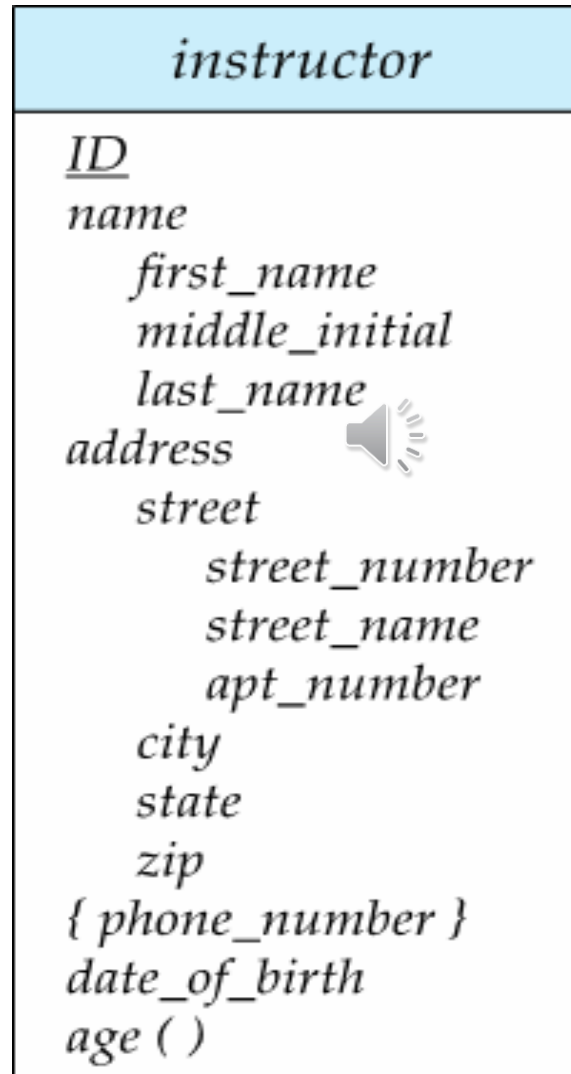 instructor
ID
name
first_name
middle_initial
last_name
address
street
street_number
street_name
apt_number
city
state
zip
{ phone_number }
date_of_birth
age ( )